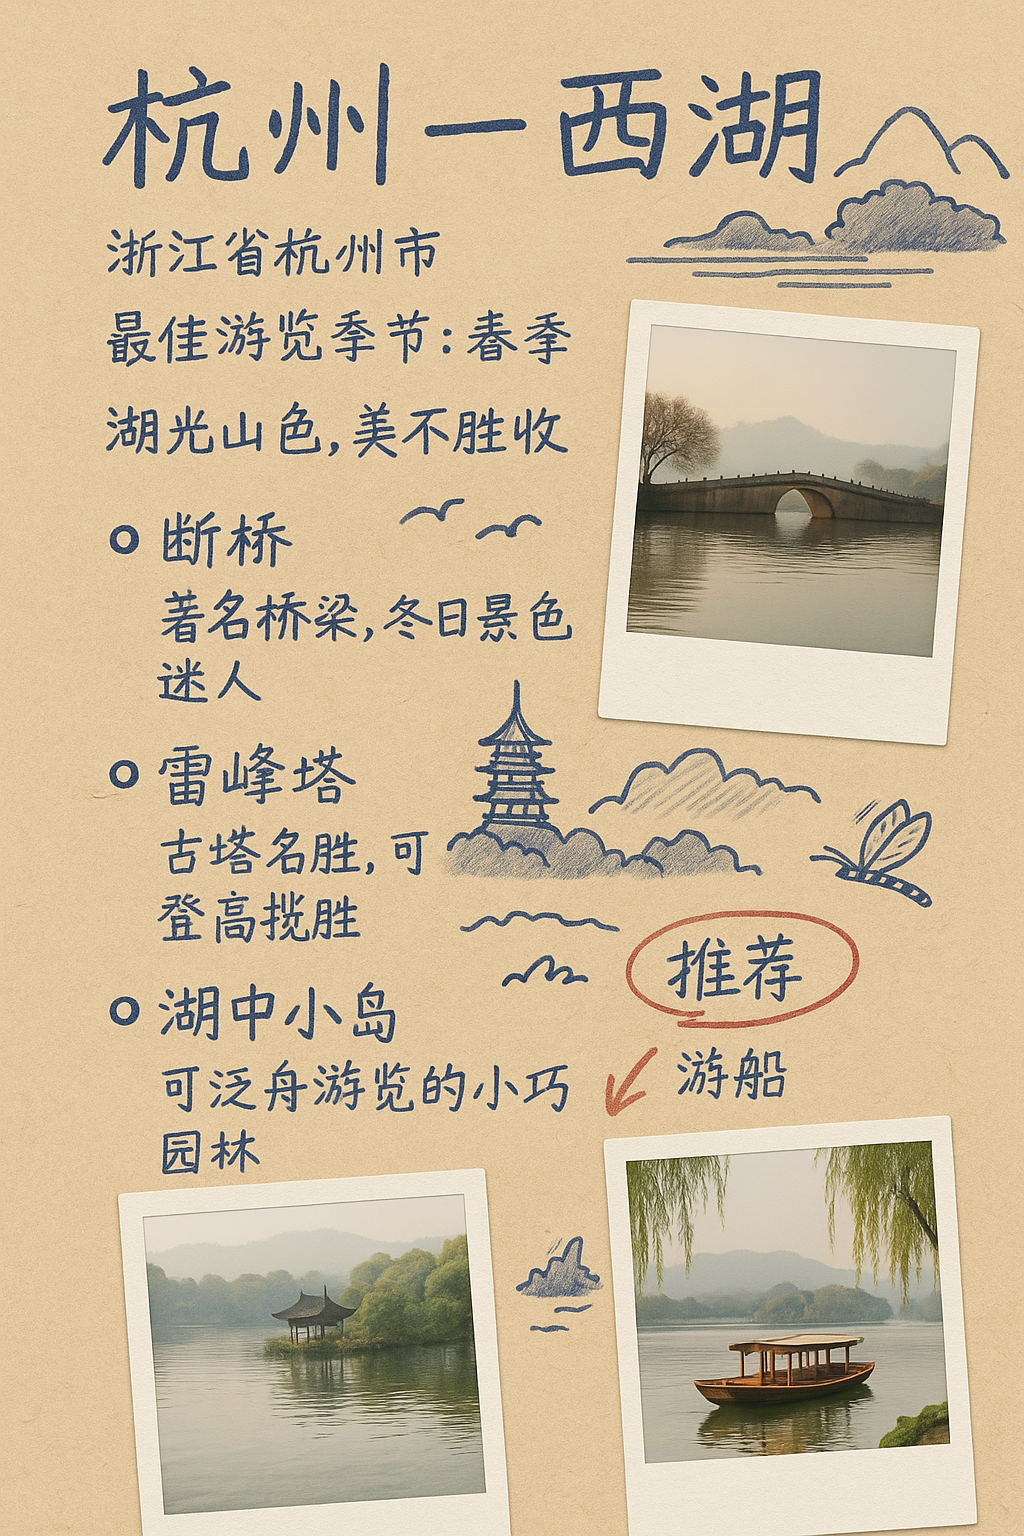 杭州一西湖
浙江省杭州市
最佳游览季节:春季
湖光山色,美不胜收
断桥
著名桥梁,冬日景色
迷人
雷峰塔
古塔名胜,可
登高揽胜
湖中小岛
可泛舟游览的小巧
园林
推荐
游船